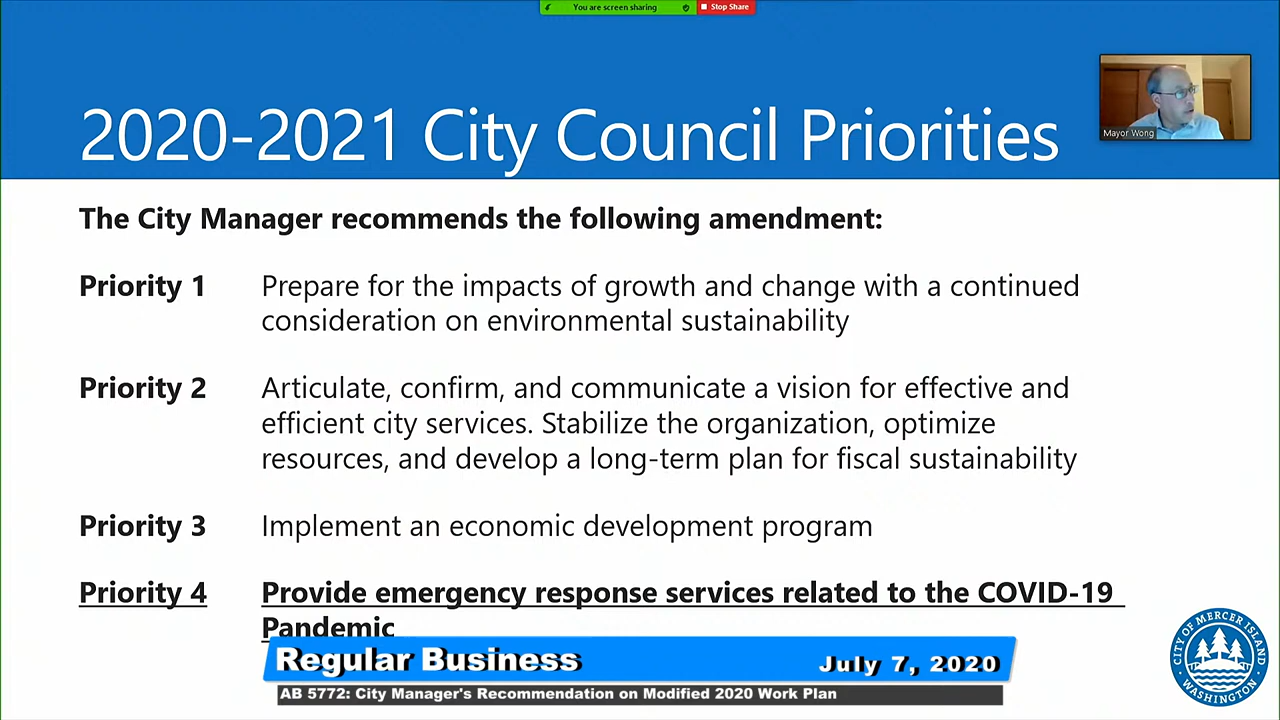 You are screen sharing
Stop Share
2020-2021 City Council Priorities
Mayor Wong
The City Manager recommends the following amendment:
Priority 1 Prepare for the impacts of growth and change with a continued
consideration on environmental sustainability
Priority 2 Articulate, confirm, and communicate a vision for effective and
efficient city services. Stabilize the organization, optimize
resources, and develop a long-term plan for fiscal sustainability
Priority 3 Implement an economic development program
Priority 4 Provide emergency response services related to the COVID-19
Pandemic
Regular Business July 7, 2020
AB 5772: City Manager's Recommendation on Modified 2020 Work Plan
CITY OF MERCER ISLAND
WASHINGTON